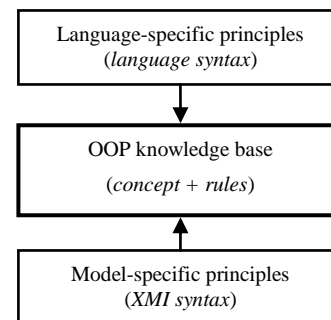 Language-specific principles
(language syntax)
OOP knowledge base
(concept + rules)
Model-specific principles
(XMI syntax)